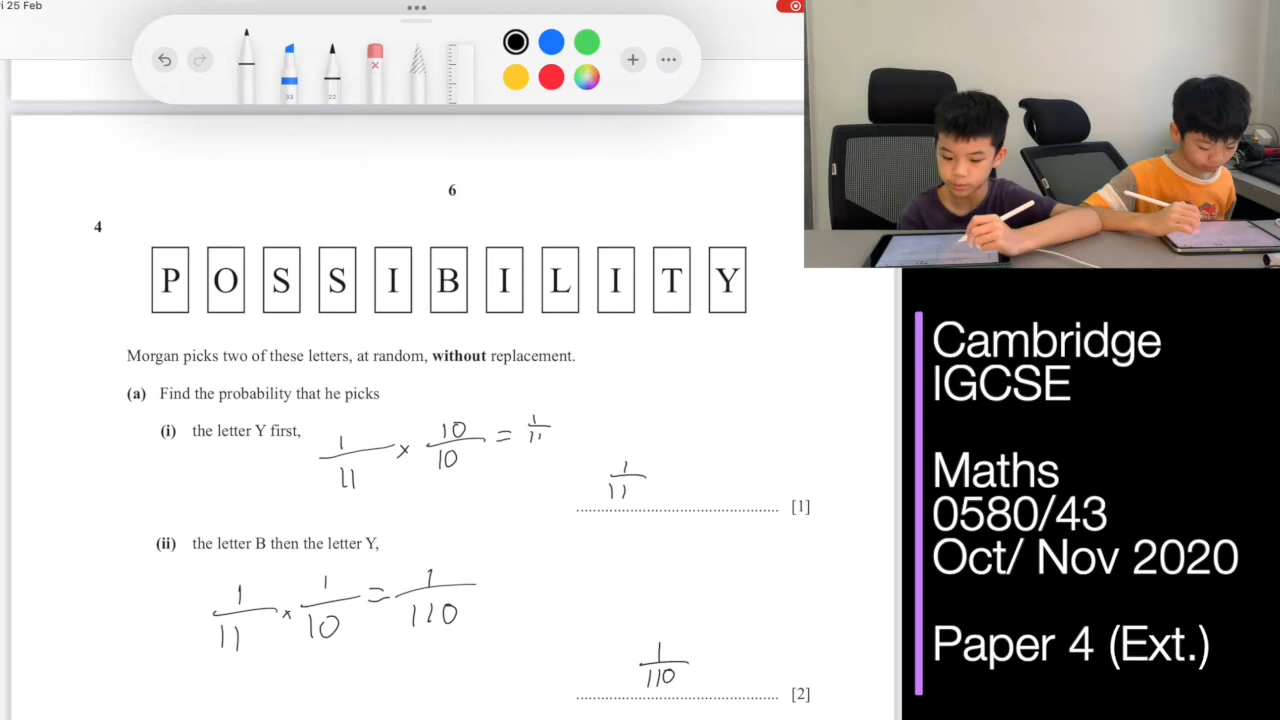 ri 25 Feb
33
22
6
4
P O S S I B I L I T Y
Morgan picks two of these letters, at random, without replacement.
(a) Find the probability that he picks
(i) the letter Y first,
1/11 × 10/10 = 1/11
1/11
[1]
(ii) the letter B then the letter Y,
1/11 × 1/10 = 1/110
1/110
[2]
Cambridge
IGCSE
Maths
0580/43
Oct/ Nov 2020
Paper 4 (Ext.)